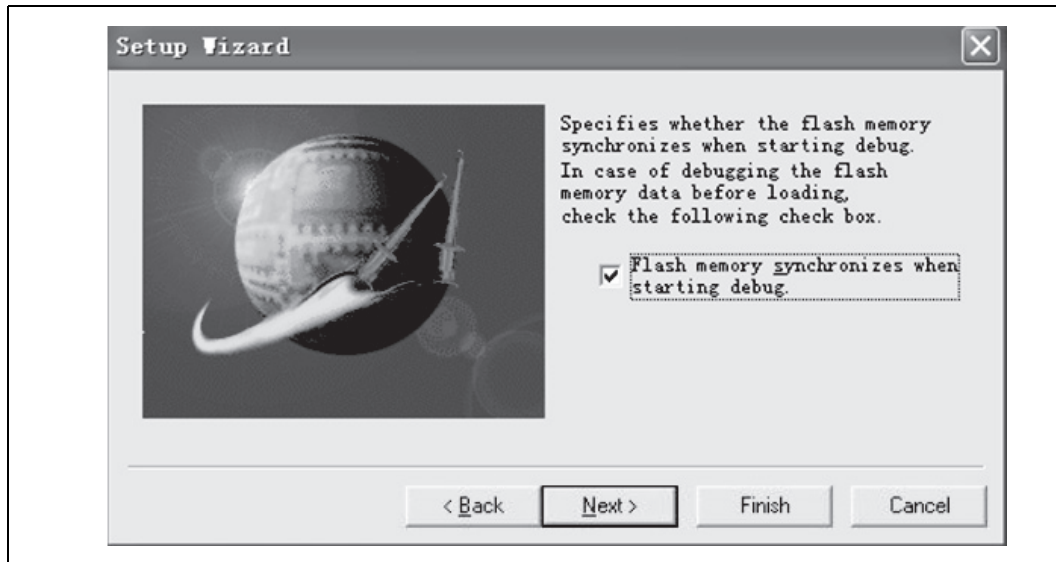 Setup Wizard
Specifies whether the flash memory
synchronizes when starting debug.
In case of debugging the flash
memory data before loading,
check the following check box.
Flash memory synchronizes when
starting debug.
< Back
Next >
Finish
Cancel